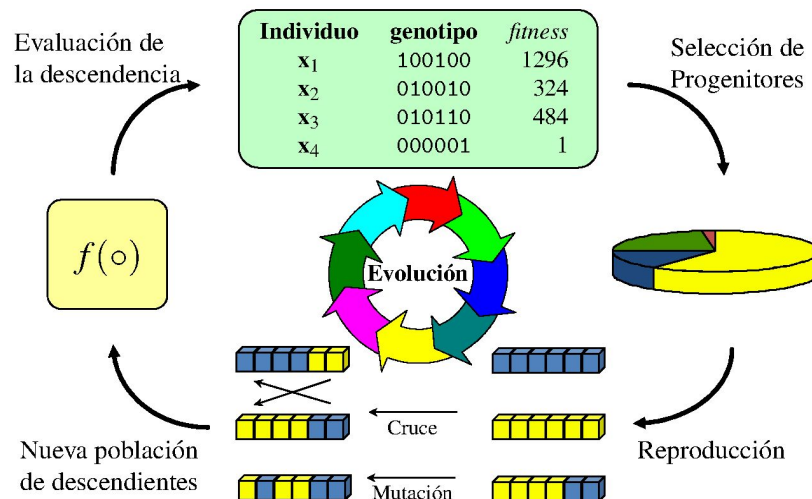 Evaluación de
la descendencia
Individuo genotipo fitness
x1 100100 1296
x2 010010 324
x3 010110 484
x4 000001 1
Selección de
Progenitores
f(○)
Evolución
Cruce
Mutación
Nueva población
de descendientes
Reproducción